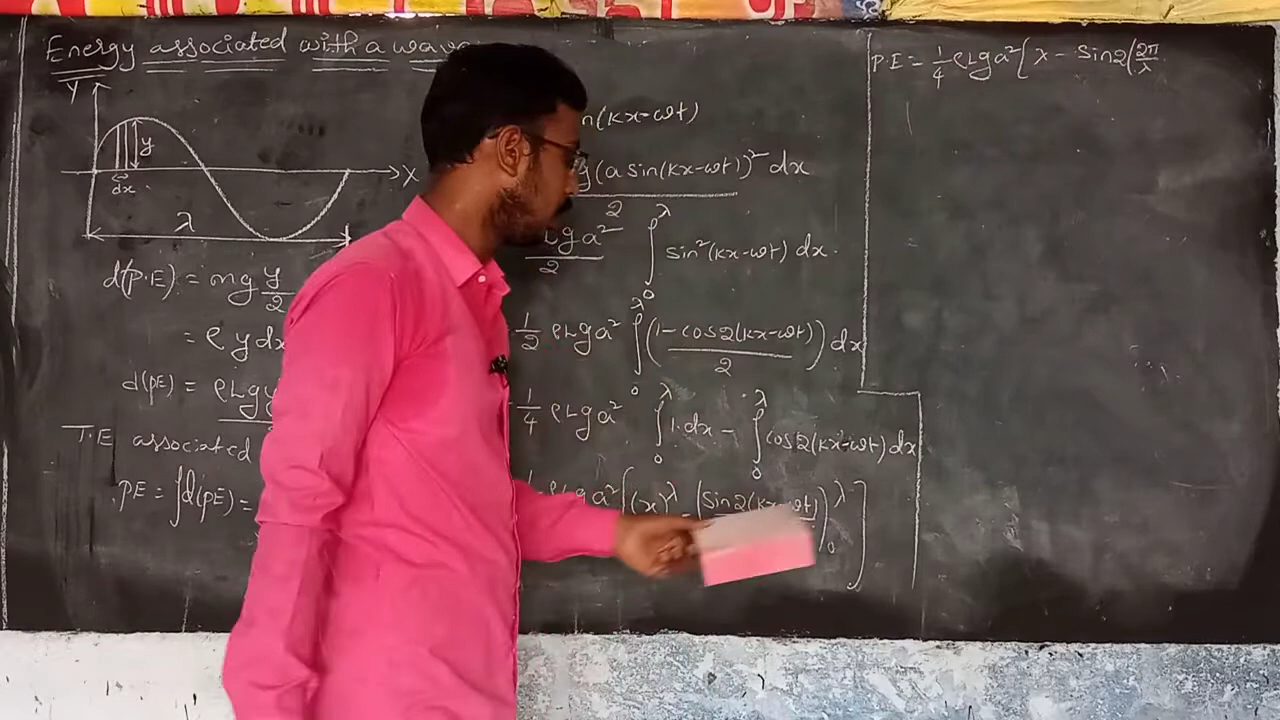 Energy associated with a wave
Y
y
dx
X
λ
d(P.E) = mg y/2
= ρ y dx
d(PE) = ρLgy
T.E associated
PE = ∫d(PE) =
n(kx-ωt)
g(a sin(kx-ωt))² dx
2
Lga²/2 ∫₀^λ sin²(kx-ωt) dx.
1/2 ρLga² ∫₀^λ ((1-cos2(kx-ωt))/2) dx
1/4 ρLga² ∫₀^λ 1.dx - ∫₀^λ cos2(kx-ωt) dx
ρLga² [(x)^λ - (Sin2(kx-ωt))₀^λ]
P.E = 1/4 ρLga² [λ - Sin2(2π/λ